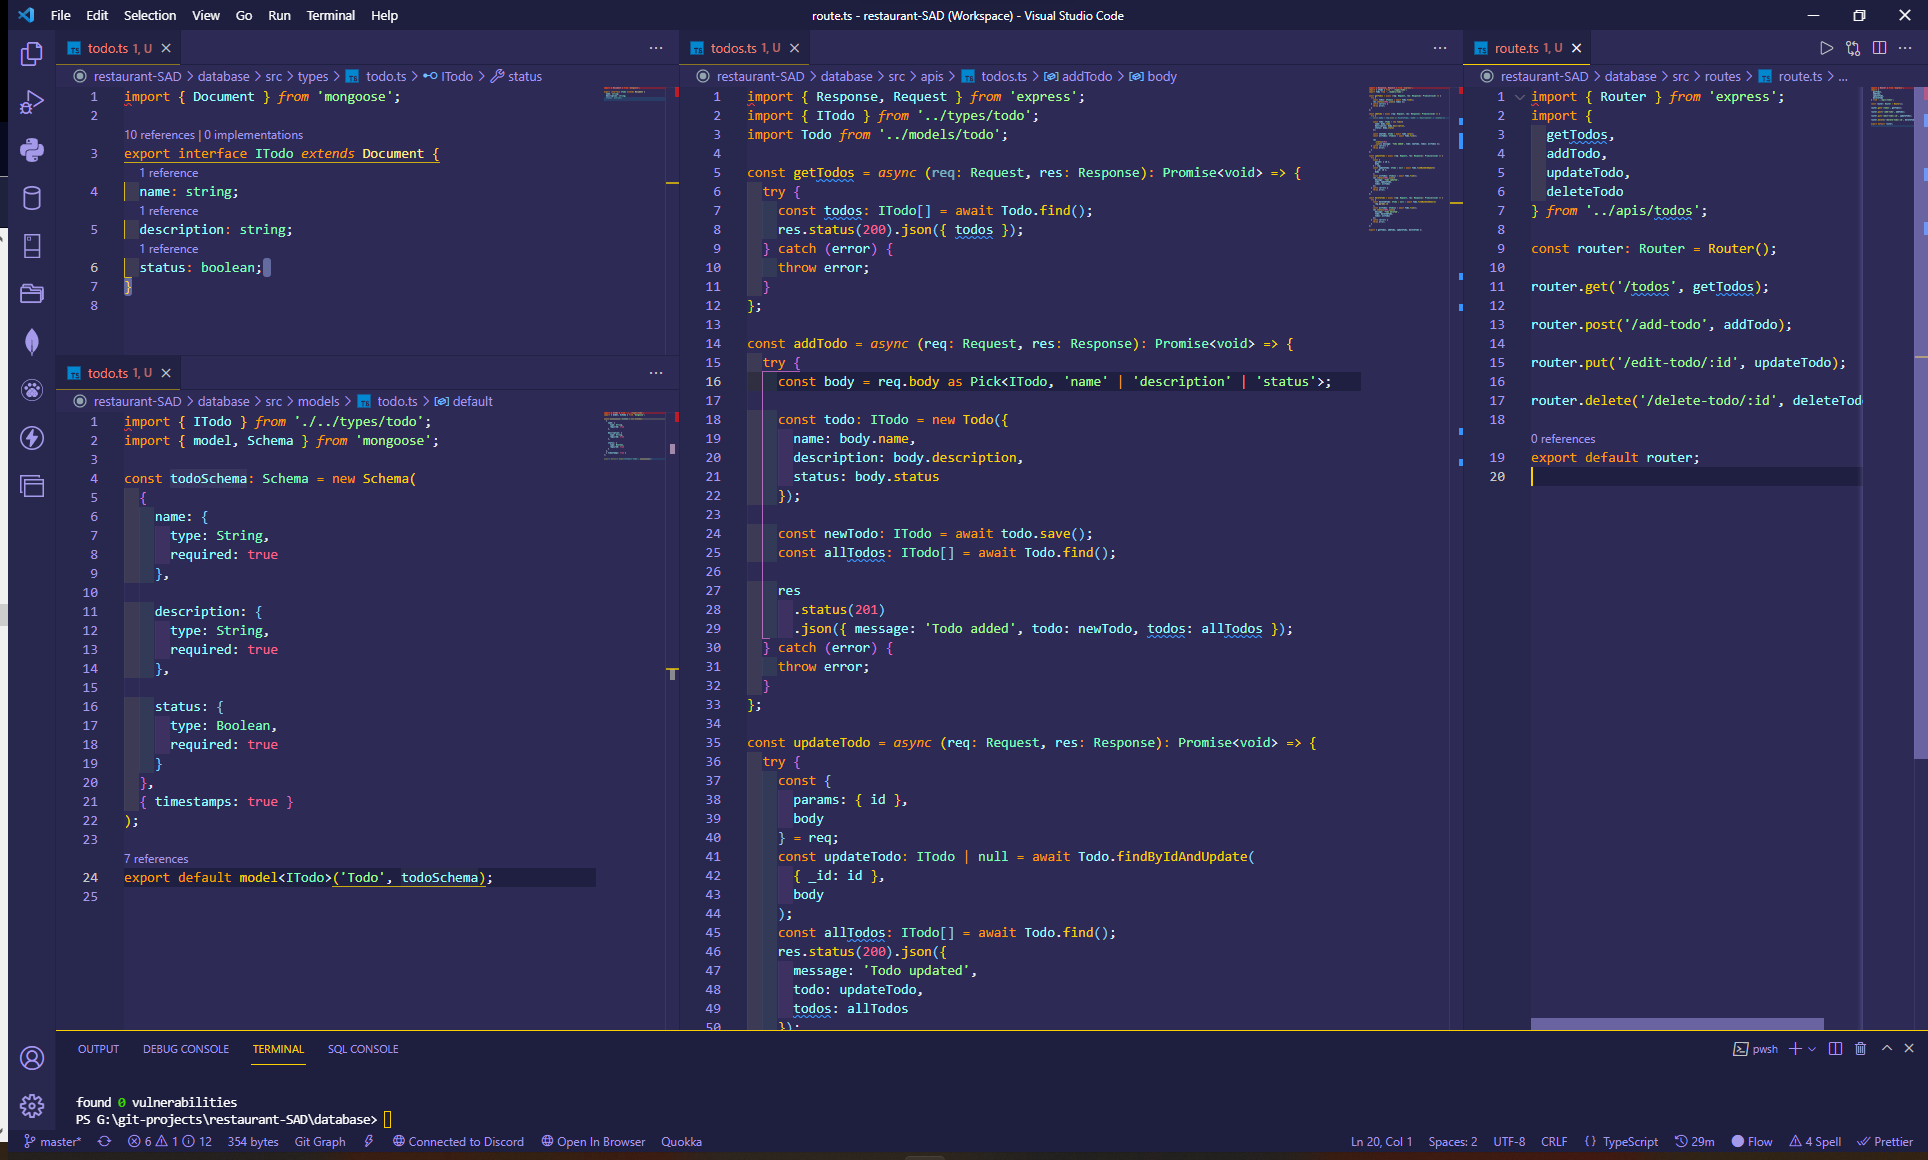 File Edit Selection View Go Run Terminal Help
route.ts - restaurant-SAD (Workspace) - Visual Studio Code
todo.ts 1, U
restaurant-SAD > database > src > types > todo.ts > ITodo > status
1 import { Document } from 'mongoose';
2
10 references | 0 implementations
3 export interface ITodo extends Document {
1 reference
4 name: string;
1 reference
5 description: string;
1 reference
6 status: boolean;
7 }
8
todo.ts 1, U
restaurant-SAD > database > src > models > todo.ts > default
1 import { ITodo } from './../types/todo';
2 import { model, Schema } from 'mongoose';
3
4 const todoSchema: Schema = new Schema(
5 {
6 name: {
7 type: String,
8 required: true
9 },
10
11 description: {
12 type: String,
13 required: true
14 },
15
16 status: {
17 type: Boolean,
18 required: true
19 }
20 },
21 { timestamps: true }
22 );
23
7 references
24 export default model<ITodo>('Todo', todoSchema);
25
todos.ts 1, U
restaurant-SAD > database > src > apis > todos.ts > addTodo > body
1 import { Response, Request } from 'express';
2 import { ITodo } from '../types/todo';
3 import Todo from '../models/todo';
4
5 const getTodos = async (req: Request, res: Response): Promise<void> => {
6 try {
7 const todos: ITodo[] = await Todo.find();
8 res.status(200).json({ todos });
9 } catch (error) {
10 throw error;
11 }
12 };
13
14 const addTodo = async (req: Request, res: Response): Promise<void> => {
15 try {
16 const body = req.body as Pick<ITodo, 'name' | 'description' | 'status'>;
17
18 const todo: ITodo = new Todo({
19 name: body.name,
20 description: body.description,
21 status: body.status
22 });
23
24 const newTodo: ITodo = await todo.save();
25 const allTodos: ITodo[] = await Todo.find();
26
27 res
28 .status(201)
29 .json({ message: 'Todo added', todo: newTodo, todos: allTodos });
30 } catch (error) {
31 throw error;
32 }
33 };
34
35 const updateTodo = async (req: Request, res: Response): Promise<void> => {
36 try {
37 const {
38 params: { id },
39 body
40 } = req;
41 const updateTodo: ITodo | null = await Todo.findByIdAndUpdate(
42 { _id: id },
43 body
44 );
45 const allTodos: ITodo[] = await Todo.find();
46 res.status(200).json({
47 message: 'Todo updated',
48 todo: updateTodo,
49 todos: allTodos
50 });
route.ts 1, U
restaurant-SAD > database > src > routes > route.ts > ...
1 import { Router } from 'express';
2 import {
3 getTodos,
4 addTodo,
5 updateTodo,
6 deleteTodo
7 } from '../apis/todos';
8
9 const router: Router = Router();
10
11 router.get('/todos', getTodos);
12
13 router.post('/add-todo', addTodo);
14
15 router.put('/edit-todo/:id', updateTodo);
16
17 router.delete('/delete-todo/:id', deleteTod
18
0 references
19 export default router;
20
OUTPUT DEBUG CONSOLE TERMINAL SQL CONSOLE
pwsh
found 0 vulnerabilities
PS G:\git-projects\restaurant-SAD\database>
master* 6 1 12 354 bytes Git Graph Connected to Discord Open In Browser Quokka
Ln 20, Col 1 Spaces: 2 UTF-8 CRLF {} TypeScript 29m Flow 4 Spell Prettier